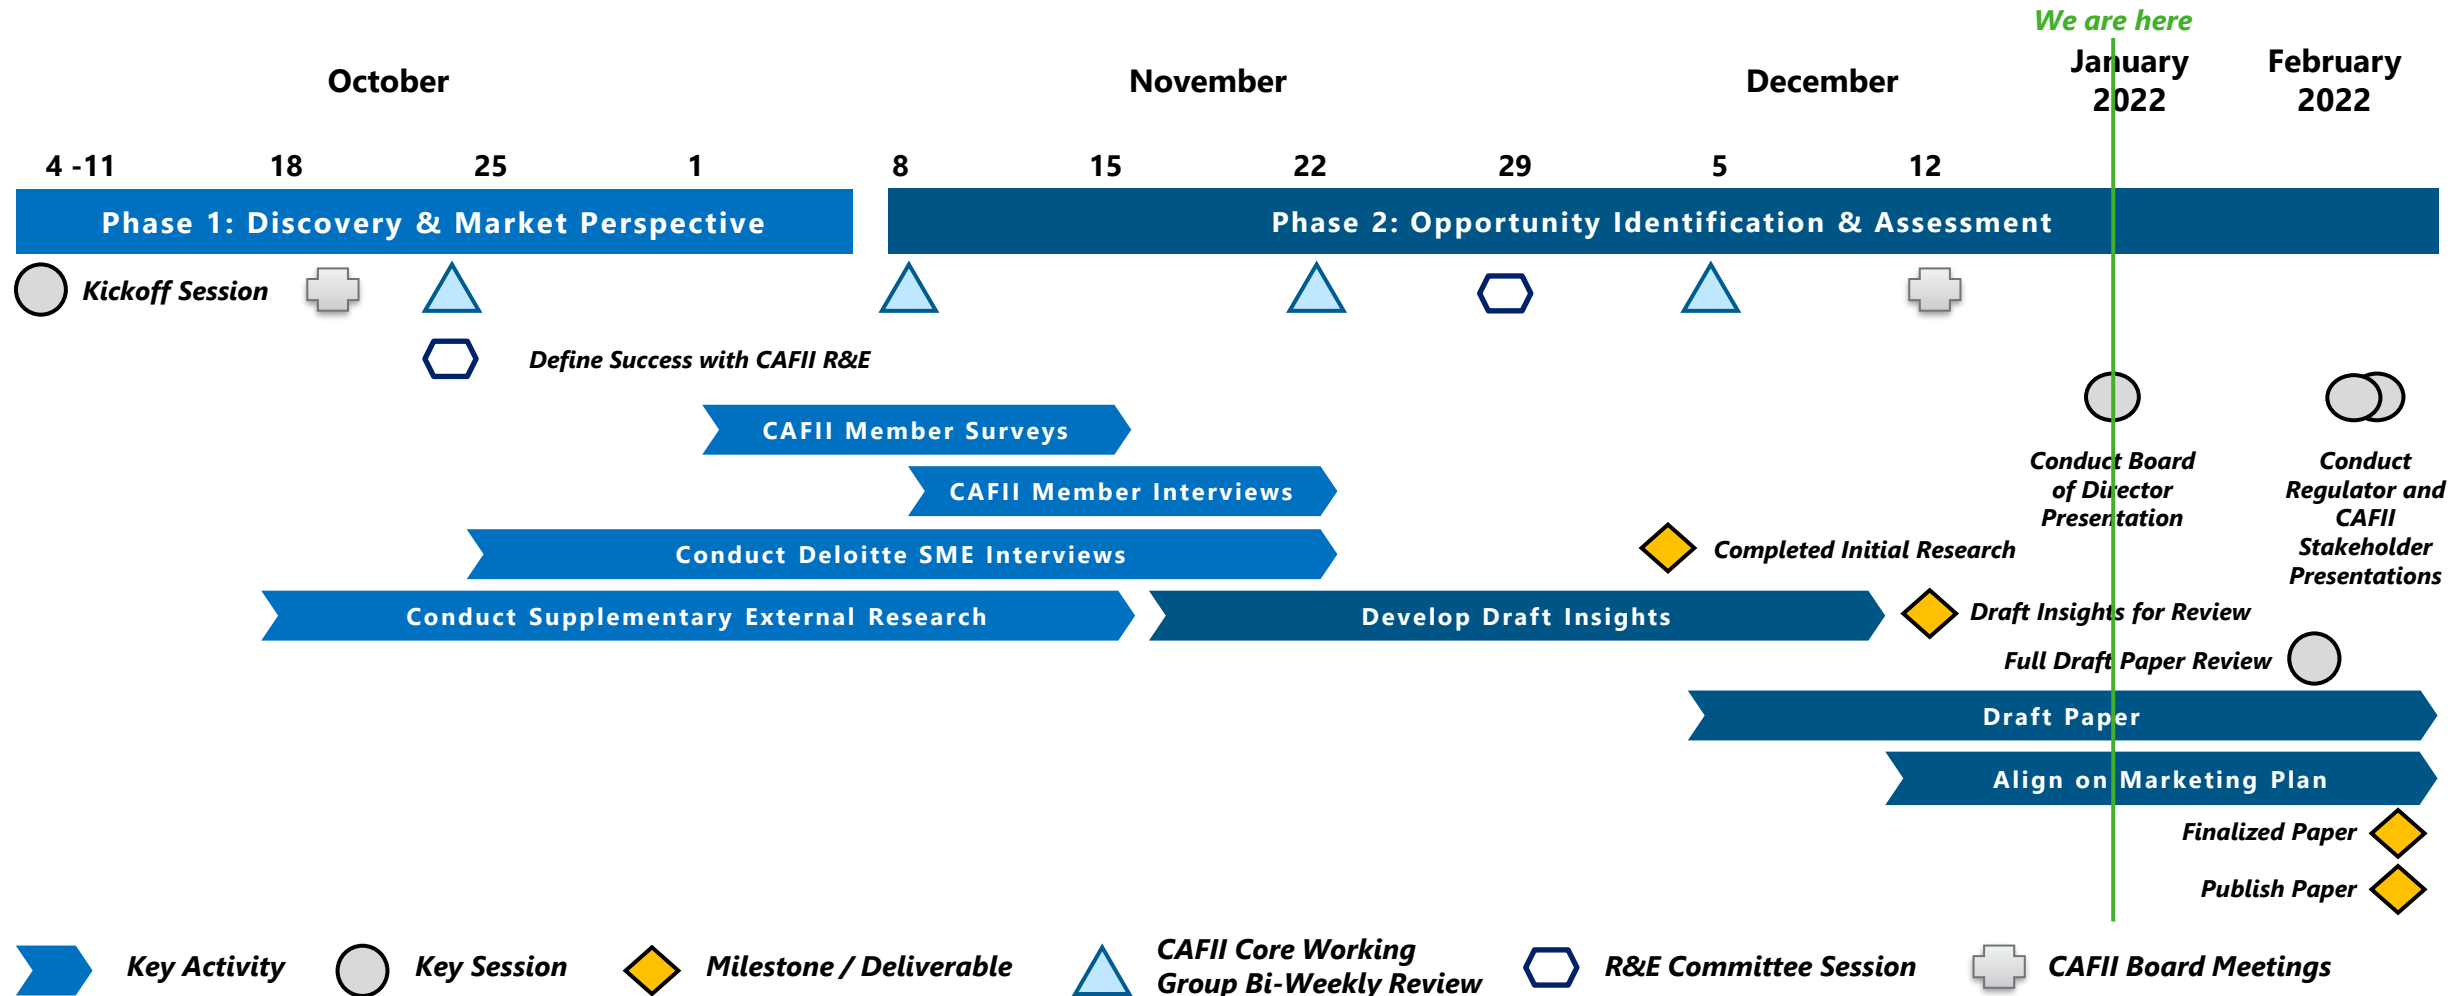 We are here
October
November
December
January
2022
February
2022
4 -11
18
25
1
8
15
22
29
5
12
Phase 1: Discovery & Market Perspective
Phase 2: Opportunity Identification & Assessment
Kickoff Session
Define Success with CAFII R&E
CAFII Member Surveys
CAFII Member Interviews
Conduct Board
of Director
Presentation
Conduct
Regulator and
CAFII
Stakeholder
Presentations
Conduct Deloitte SME Interviews
Completed Initial Research
Conduct Supplementary External Research
Develop Draft Insights
Draft Insights for Review
Full Draft Paper Review
Draft Paper
Align on Marketing Plan
Finalized Paper
Publish Paper
Key Activity
Key Session
Milestone / Deliverable
CAFII Core Working
Group Bi-Weekly Review
R&E Committee Session
CAFII Board Meetings